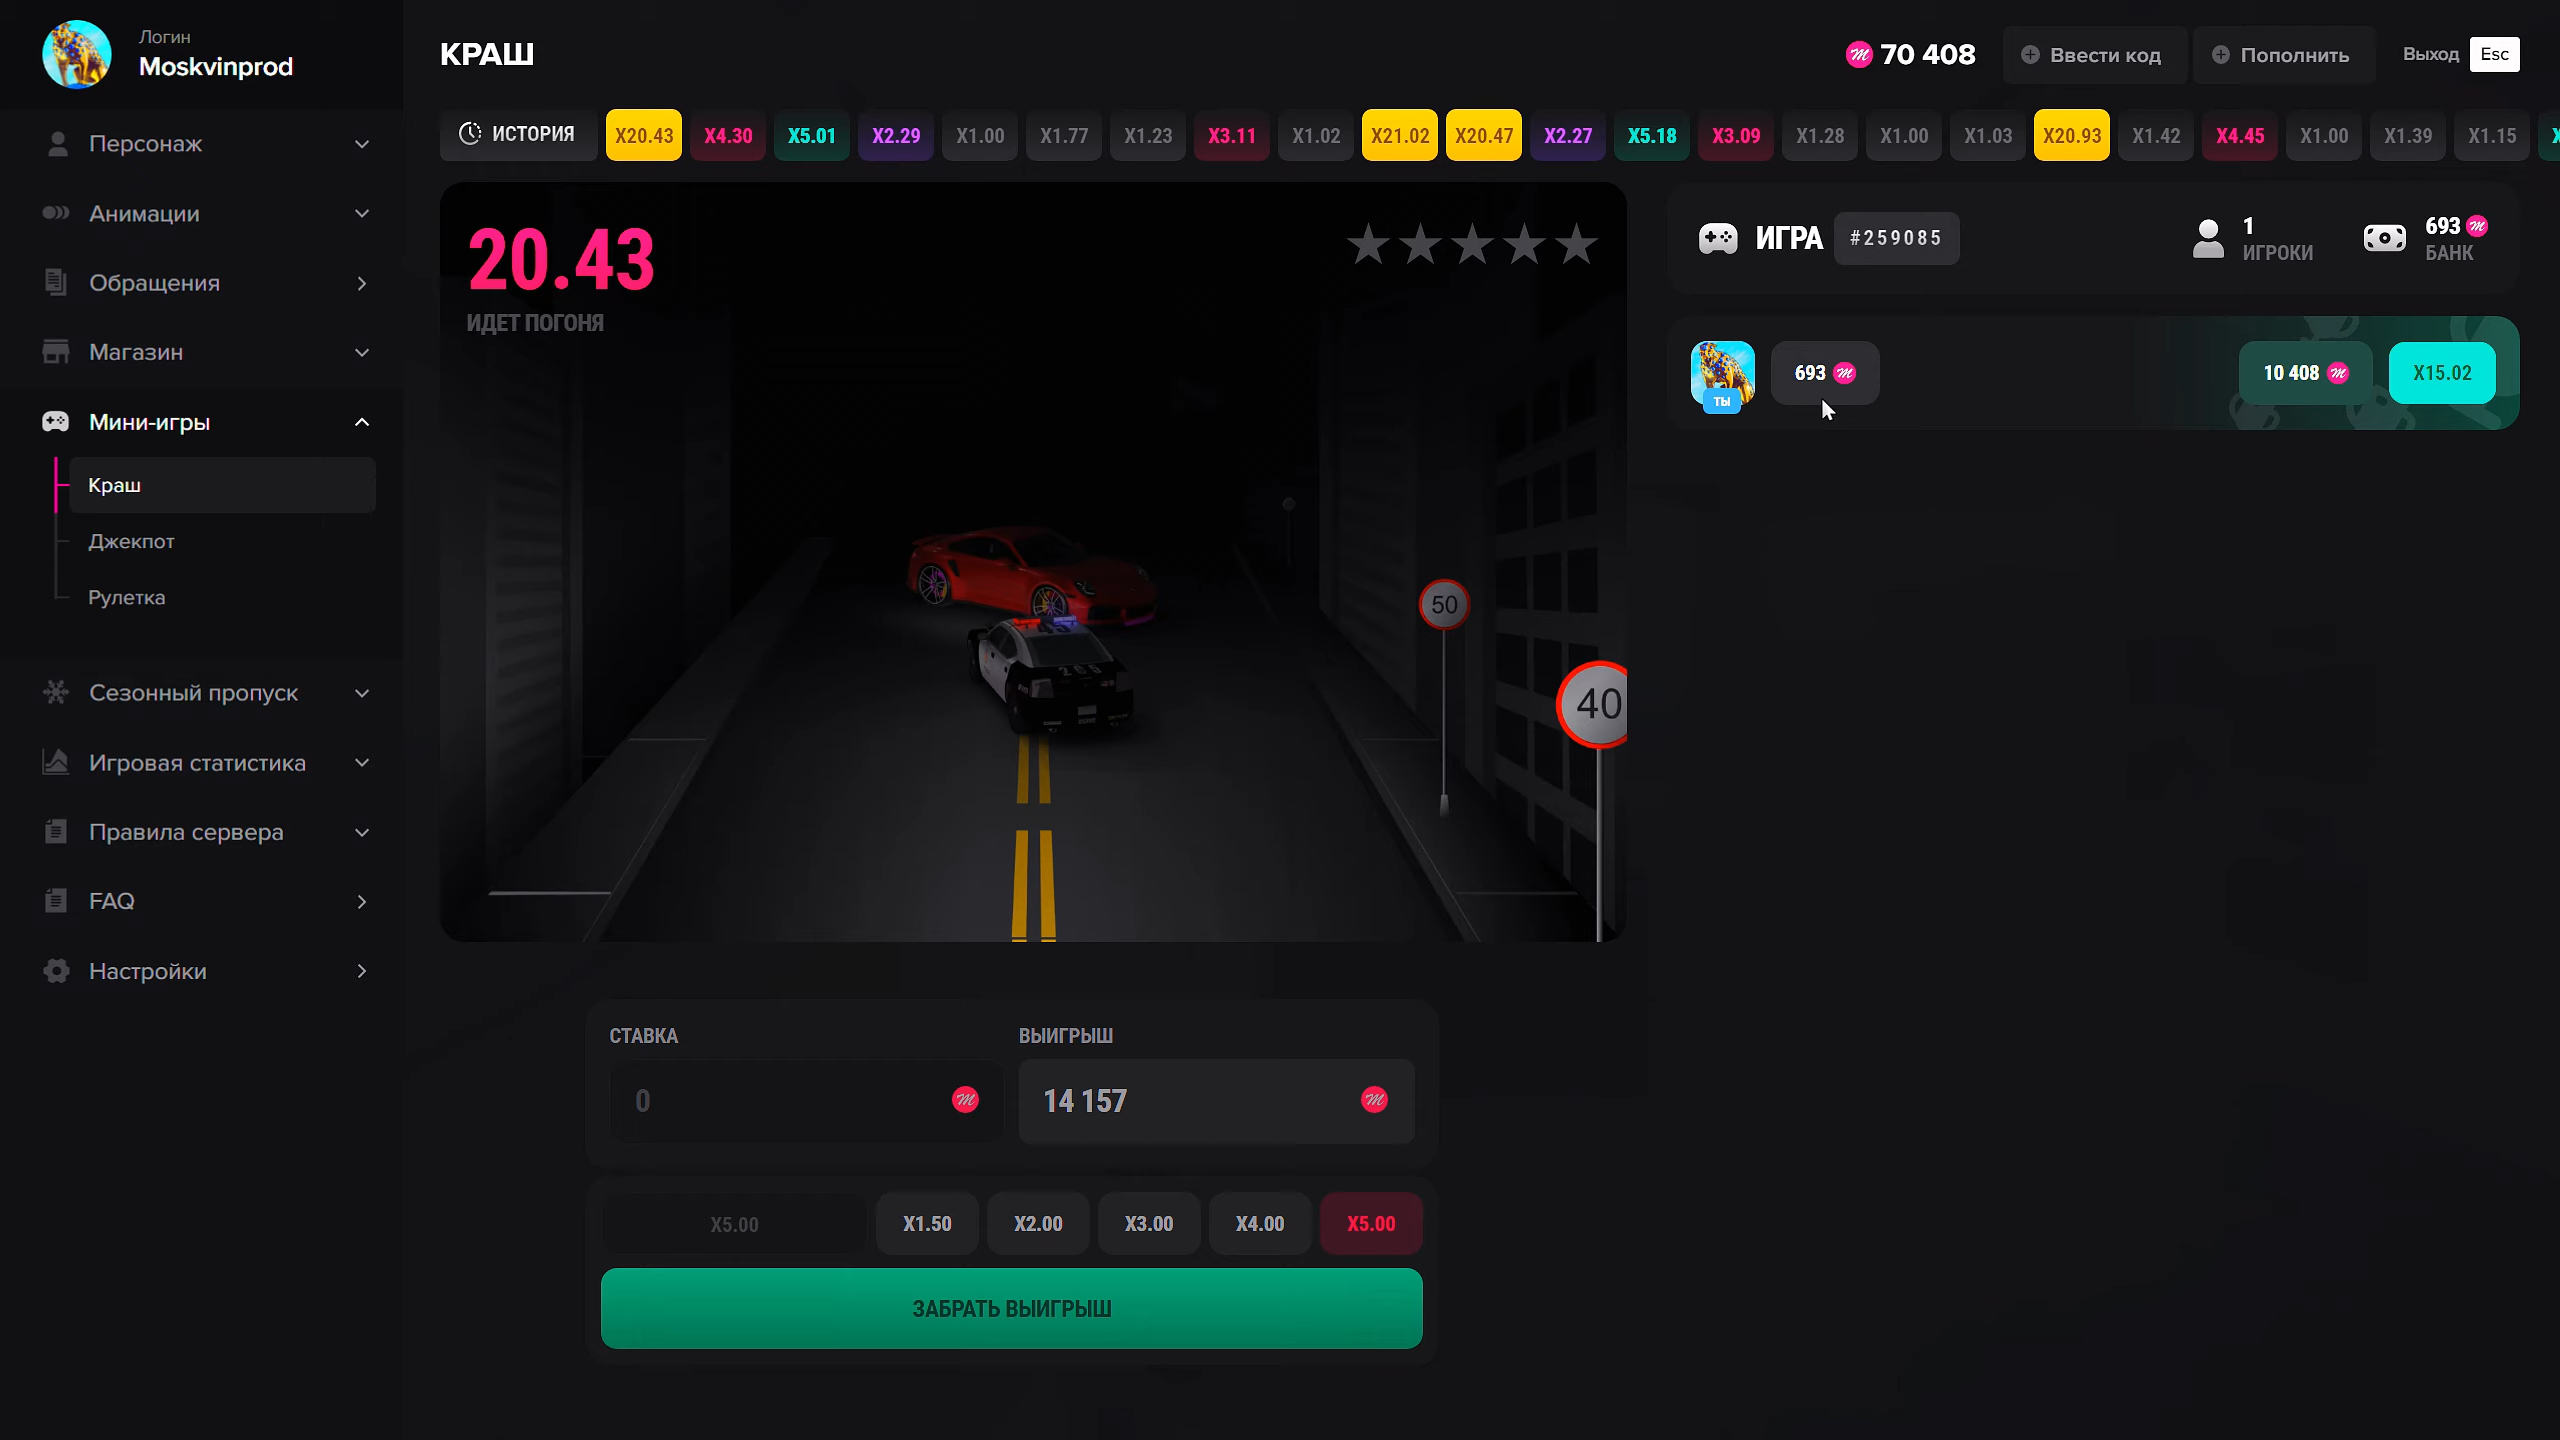 Логин
Moskvinprod
КРАШ
70 408
Ввести код
Пополнить
Выход
Esc
Персонаж
Анимации
Обращения
Магазин
Мини-игры
Краш
Джекпот
Рулетка
Сезонный пропуск
Игровая статистика
Правила сервера
FAQ
Настройки
ИСТОРИЯ
X20.43
X4.30
X5.01
X2.29
X1.00
X1.77
X1.23
X3.11
X1.02
X21.02
X20.47
X2.27
X5.18
X3.09
X1.28
X1.00
X1.03
X20.93
X1.42
X4.45
X1.00
X1.39
X1.15
20.43
ИДЕТ ПОГОНЯ
50
40
ИГРА
#259085
1
ИГРОКИ
693
БАНК
ТЫ
693
10 408
X15.02
СТАВКА
0
ВЫИГРЫШ
14 157
X5.00
X1.50
X2.00
X3.00
X4.00
X5.00
ЗАБРАТЬ ВЫИГРЫШ